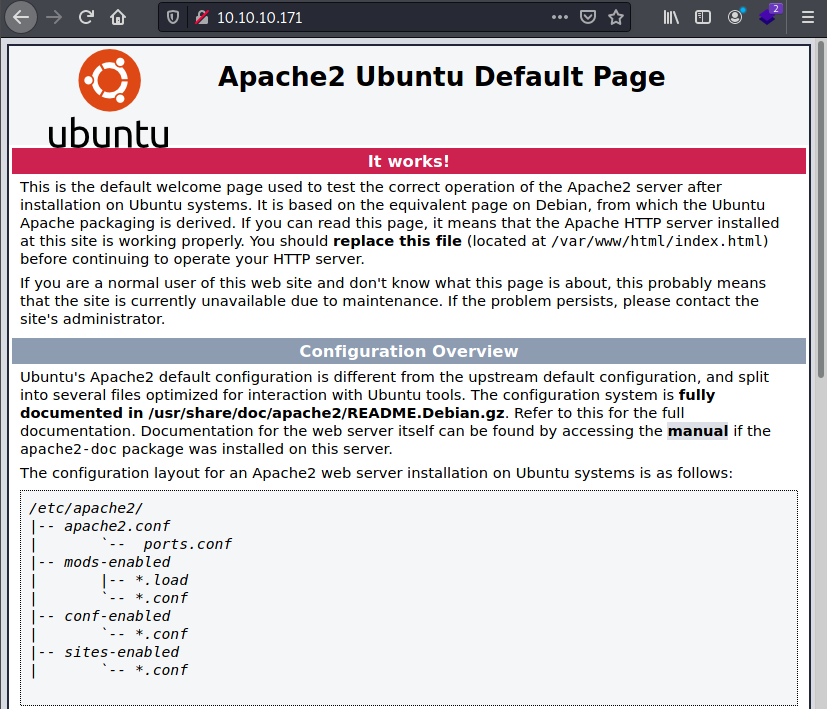 10.10.10.171
2
Apache2 Ubuntu Default Page
ubuntu
It works!
This is the default welcome page used to test the correct operation of the Apache2 server after
installation on Ubuntu systems. It is based on the equivalent page on Debian, from which the Ubuntu
Apache packaging is derived. If you can read this page, it means that the Apache HTTP server installed
at this site is working properly. You should replace this file (located at /var/www/html/index.html)
before continuing to operate your HTTP server.
If you are a normal user of this web site and don't know what this page is about, this probably means
that the site is currently unavailable due to maintenance. If the problem persists, please contact the
site's administrator.
Configuration Overview
Ubuntu's Apache2 default configuration is different from the upstream default configuration, and split
into several files optimized for interaction with Ubuntu tools. The configuration system is fully
documented in /usr/share/doc/apache2/README.Debian.gz. Refer to this for the full
documentation. Documentation for the web server itself can be found by accessing the manual if the
apache2-doc package was installed on this server.
The configuration layout for an Apache2 web server installation on Ubuntu systems is as follows:
/etc/apache2/
|-- apache2.conf
|       `--  ports.conf
|-- mods-enabled
|       |-- *.load
|       `-- *.conf
|-- conf-enabled
|       `-- *.conf
|-- sites-enabled
|       `-- *.conf